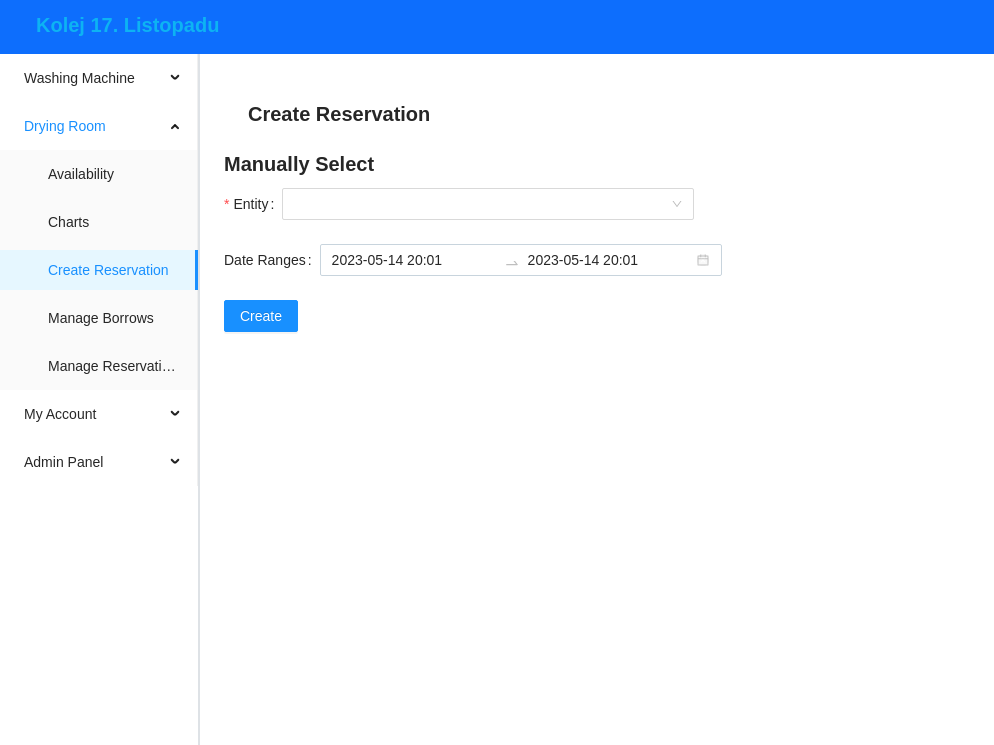 Kolej 17. Listopadu
Washing Machine
Drying Room
Availability
Charts
Create Reservation
Manage Borrows
Manage Reservati...
My Account
Admin Panel
Create Reservation
Manually Select
* Entity :
Date Ranges : 2023-05-14 20:01 2023-05-14 20:01
Create